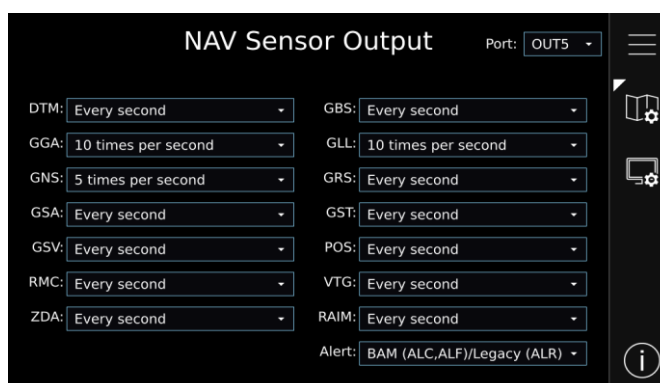 NAV Sensor Output Port: OUT5
DTM: Every second GBS: Every second
GGA: 10 times per second GLL: 10 times per second
GNS: 5 times per second GRS: Every second
GSA: Every second GST: Every second
GSV: Every second POS: Every second
RMC: Every second VTG: Every second
ZDA: Every second RAIM: Every second
Alert: BAM (ALC,ALF)/Legacy (ALR)
i